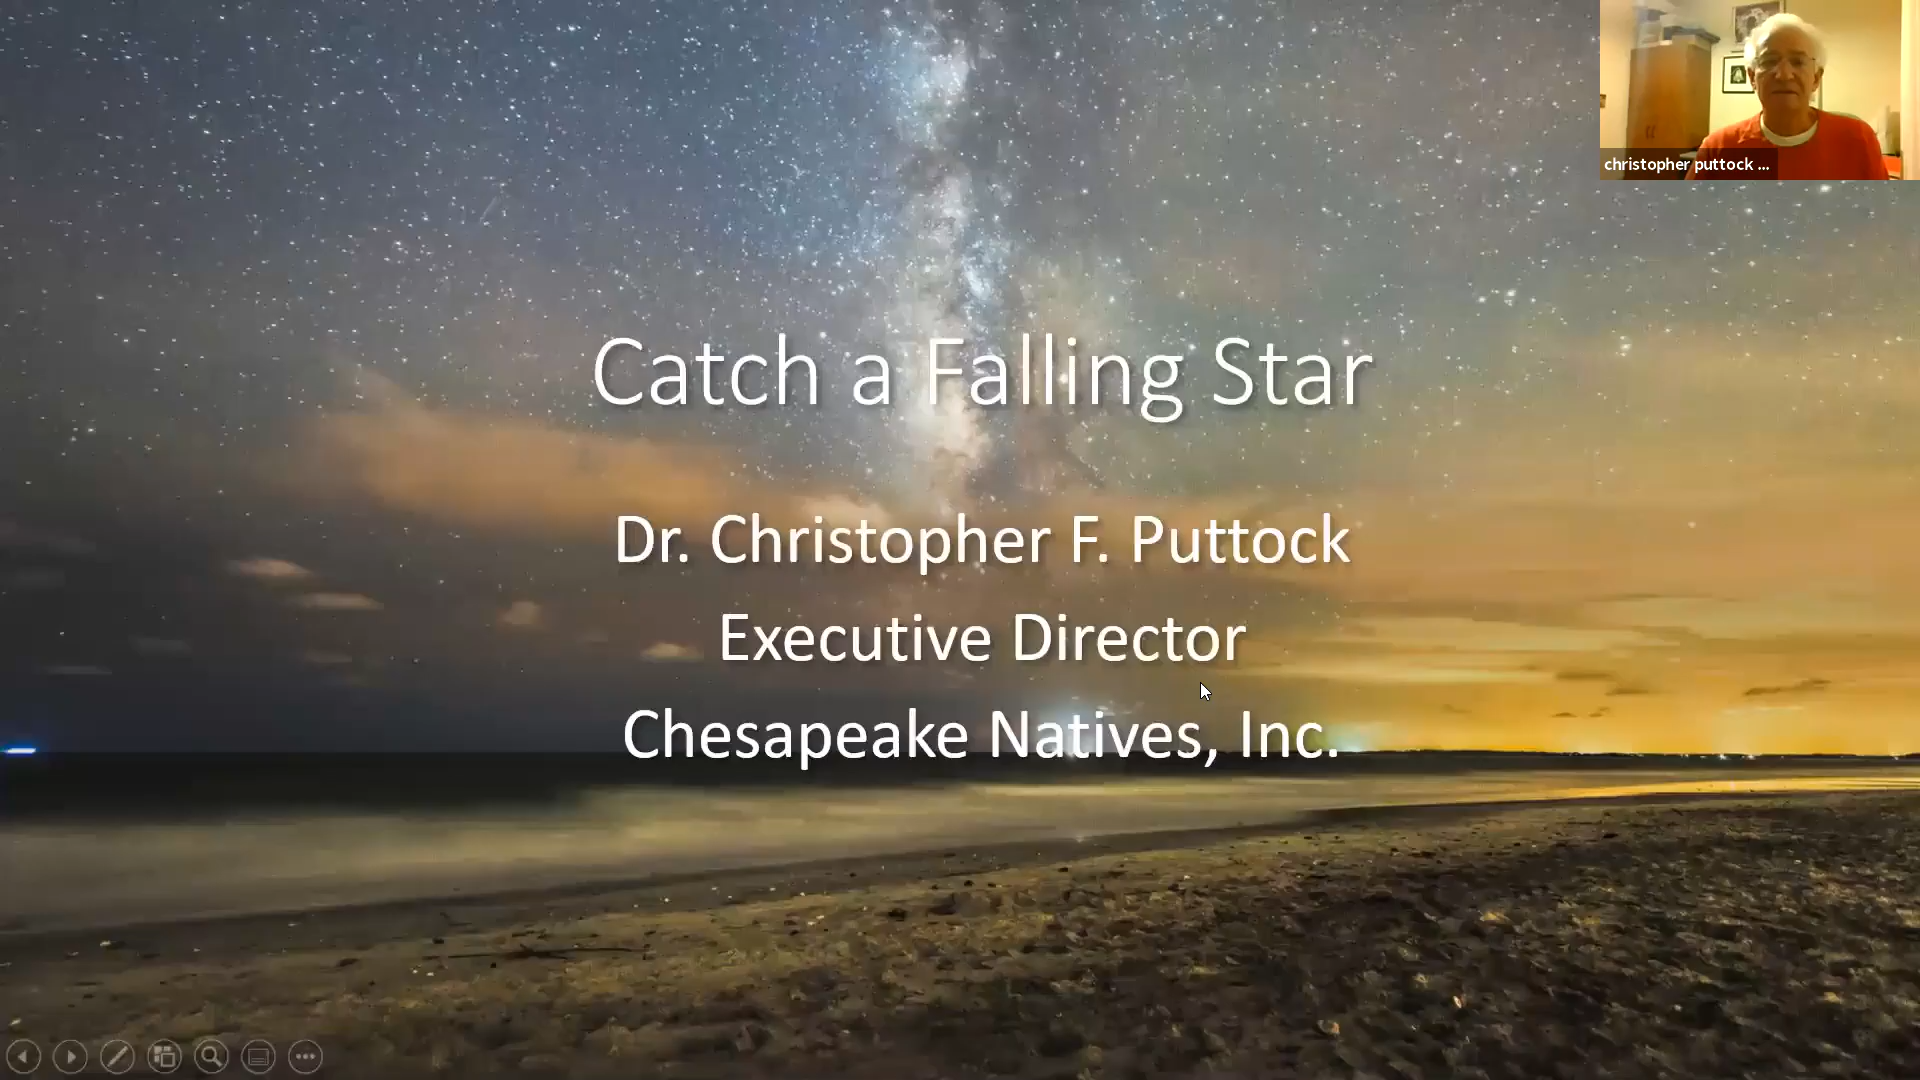 christopher puttock ...
Catch a Falling Star
Dr. Christopher F. Puttock
Executive Director
Chesapeake Natives, Inc.